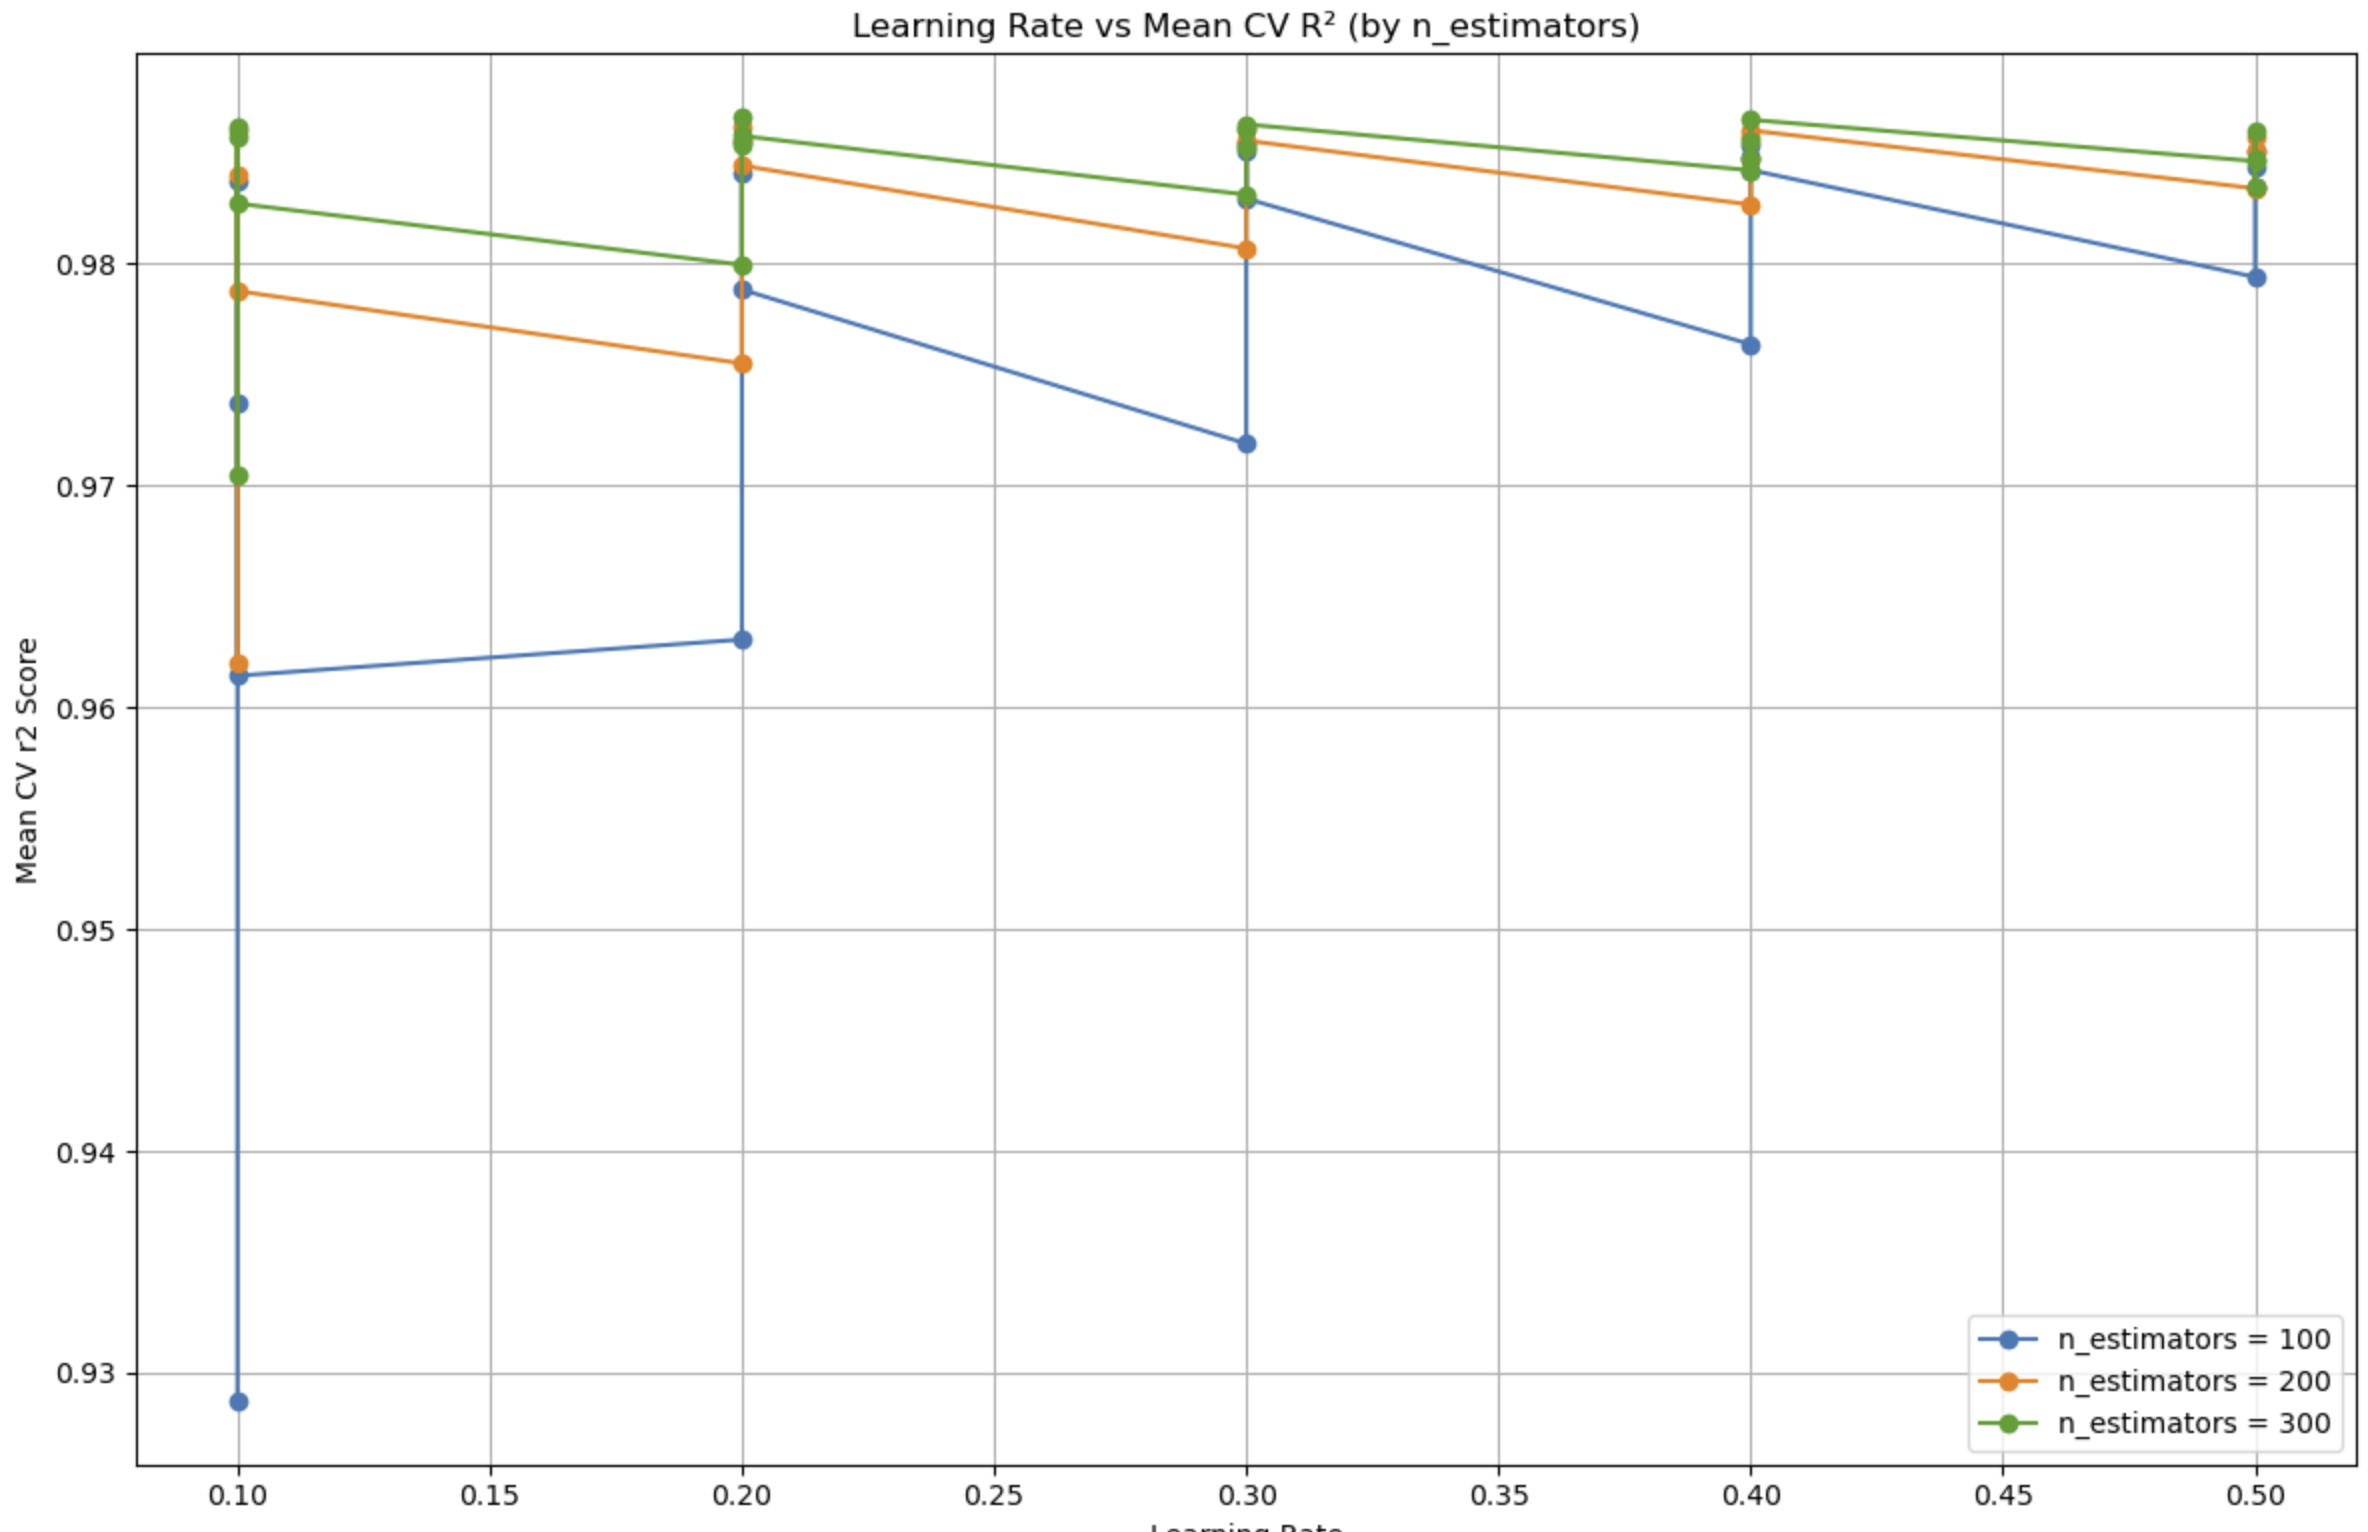 Learning Rate vs Mean CV R² (by n_estimators)
Mean CV r2 Score
0.98
0.97
0.96
0.95
0.94
0.93
n_estimators = 100
n_estimators = 200
n_estimators = 300
0.10 0.15 0.20 0.25 0.30 0.35 0.40 0.45 0.50
Learning Rate